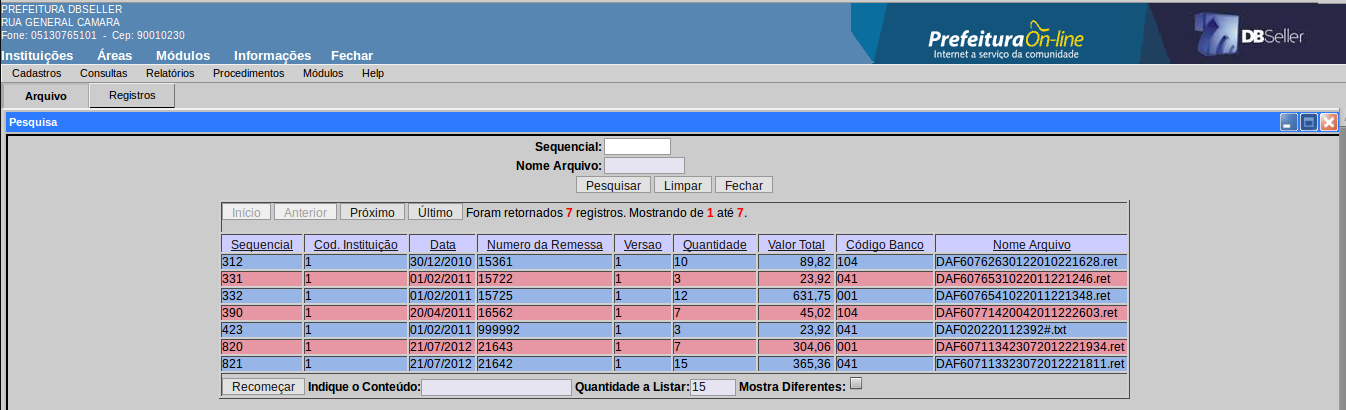 PREFEITURA DBSELLER
RUA GENERAL CAMARA
Fone: 05130765101 - Cep: 90010230
PrefeituraOn-line
Internet a serviço da comunidade
DBSeller
Instituições Áreas Módulos Informações Fechar
Cadastros Consultas Relatórios Procedimentos Módulos Help
Arquivo Registros
Pesquisa
Sequencial:
Nome Arquivo:
Pesquisar Limpar Fechar
Início Anterior Próximo Último Foram retornados 7 registros. Mostrando de 1 até 7.
Sequencial Cod. Instituição Data Numero da Remessa Versao Quantidade Valor Total Código Banco Nome Arquivo
312 1 30/12/2010 15361 1 10 89,82 104 DAF60762630122010221628.ret
331 1 01/02/2011 15722 1 3 23,92 041 DAF6076531022011221246.ret
332 1 01/02/2011 15725 1 12 631,75 001 DAF6076541022011221348.ret
390 1 20/04/2011 16562 1 7 45,02 104 DAF60771420042011222603.ret
423 1 01/02/2011 999992 1 3 23,92 041 DAF020220112392#.txt
820 1 21/07/2012 21643 1 7 304,06 001 DAF607113423072012221934.ret
821 1 21/07/2012 21642 1 15 365,36 041 DAF607113323072012221811.ret
Recomeçar Indique o Conteúdo: Quantidade a Listar: 15 Mostra Diferentes: